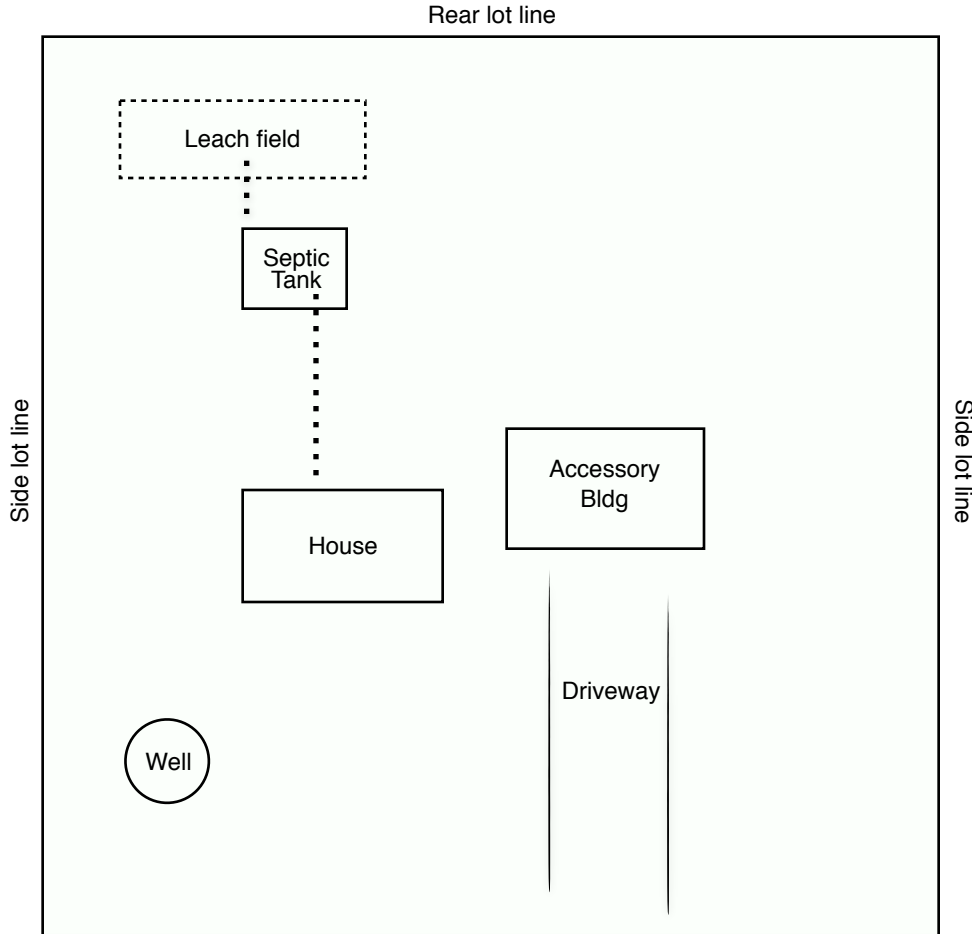 Rear lot line
Leach field
Septic
Tank
Side lot line
Side lot line
Accessory
Bldg
House
Driveway
Well